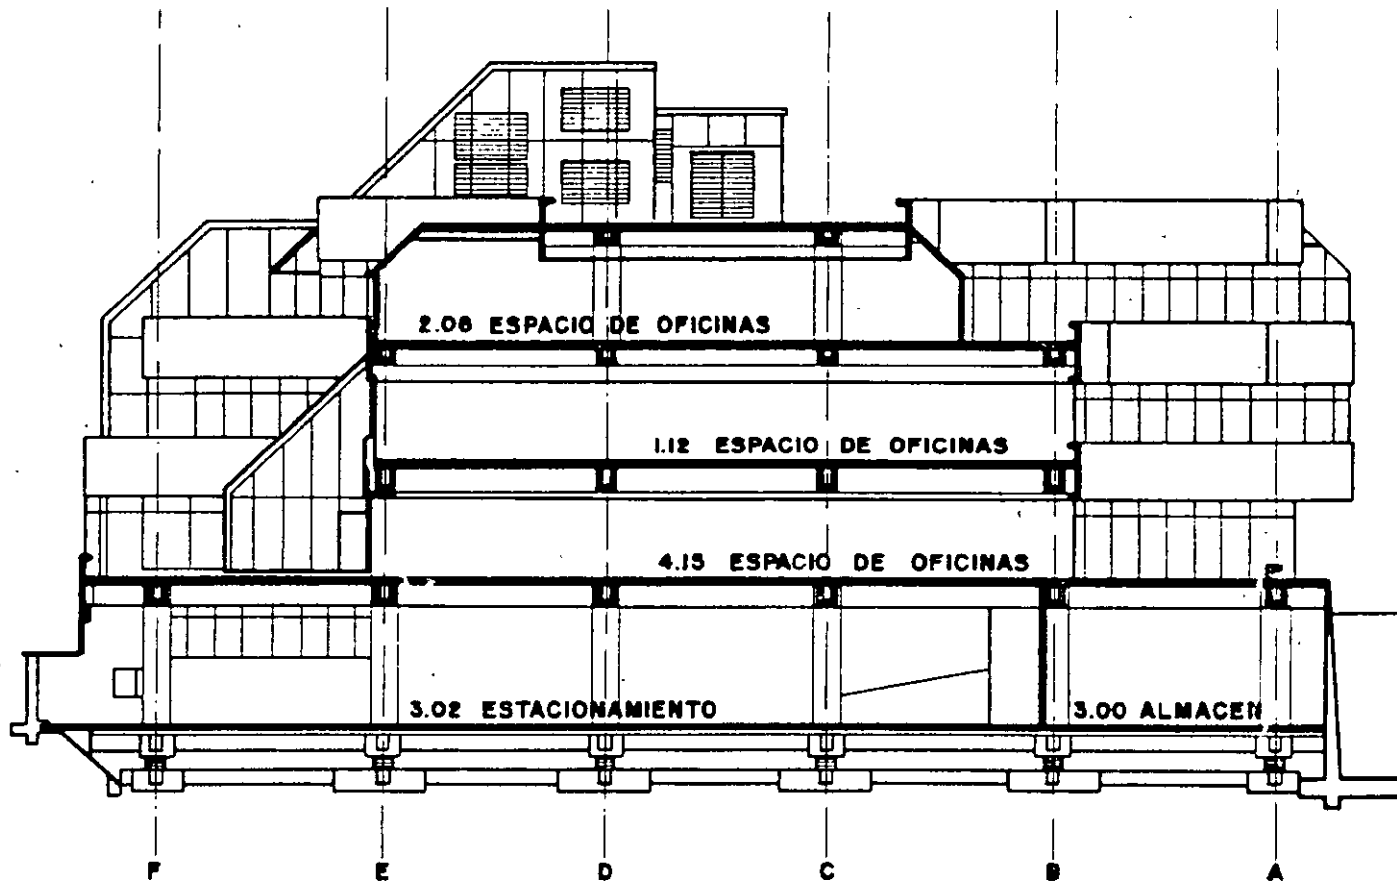 2.08 ESPACIO DE OFICINAS
1.12 ESPACIO DE OFICINAS
4.15 ESPACIO DE OFICINAS
3.02 ESTACIONAMIENTO
3.00 ALMACEN
F E D C B A